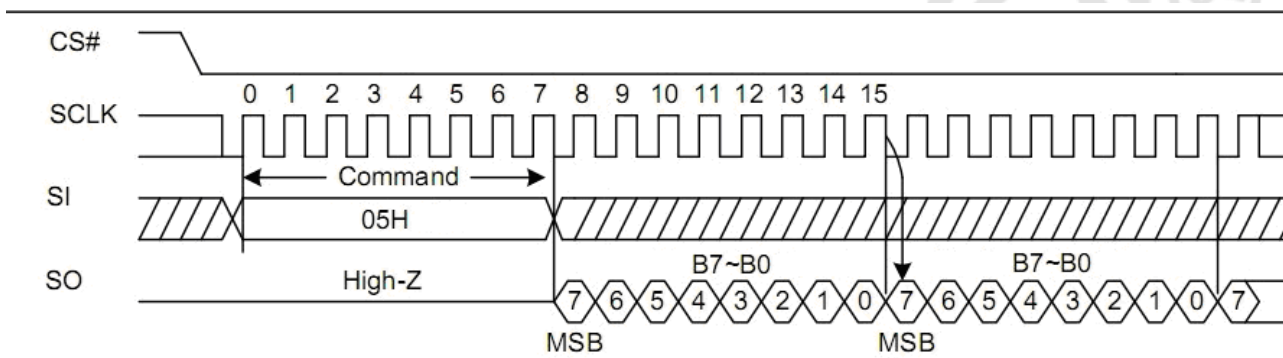 CS#
0 1 2 3 4 5 6 7 8 9 10 11 12 13 14 15
SCLK
Command
SI
05H
B7~B0 B7~B0
SO High-Z
7 6 5 4 3 2 1 0 7 6 5 4 3 2 1 0 7
MSB MSB